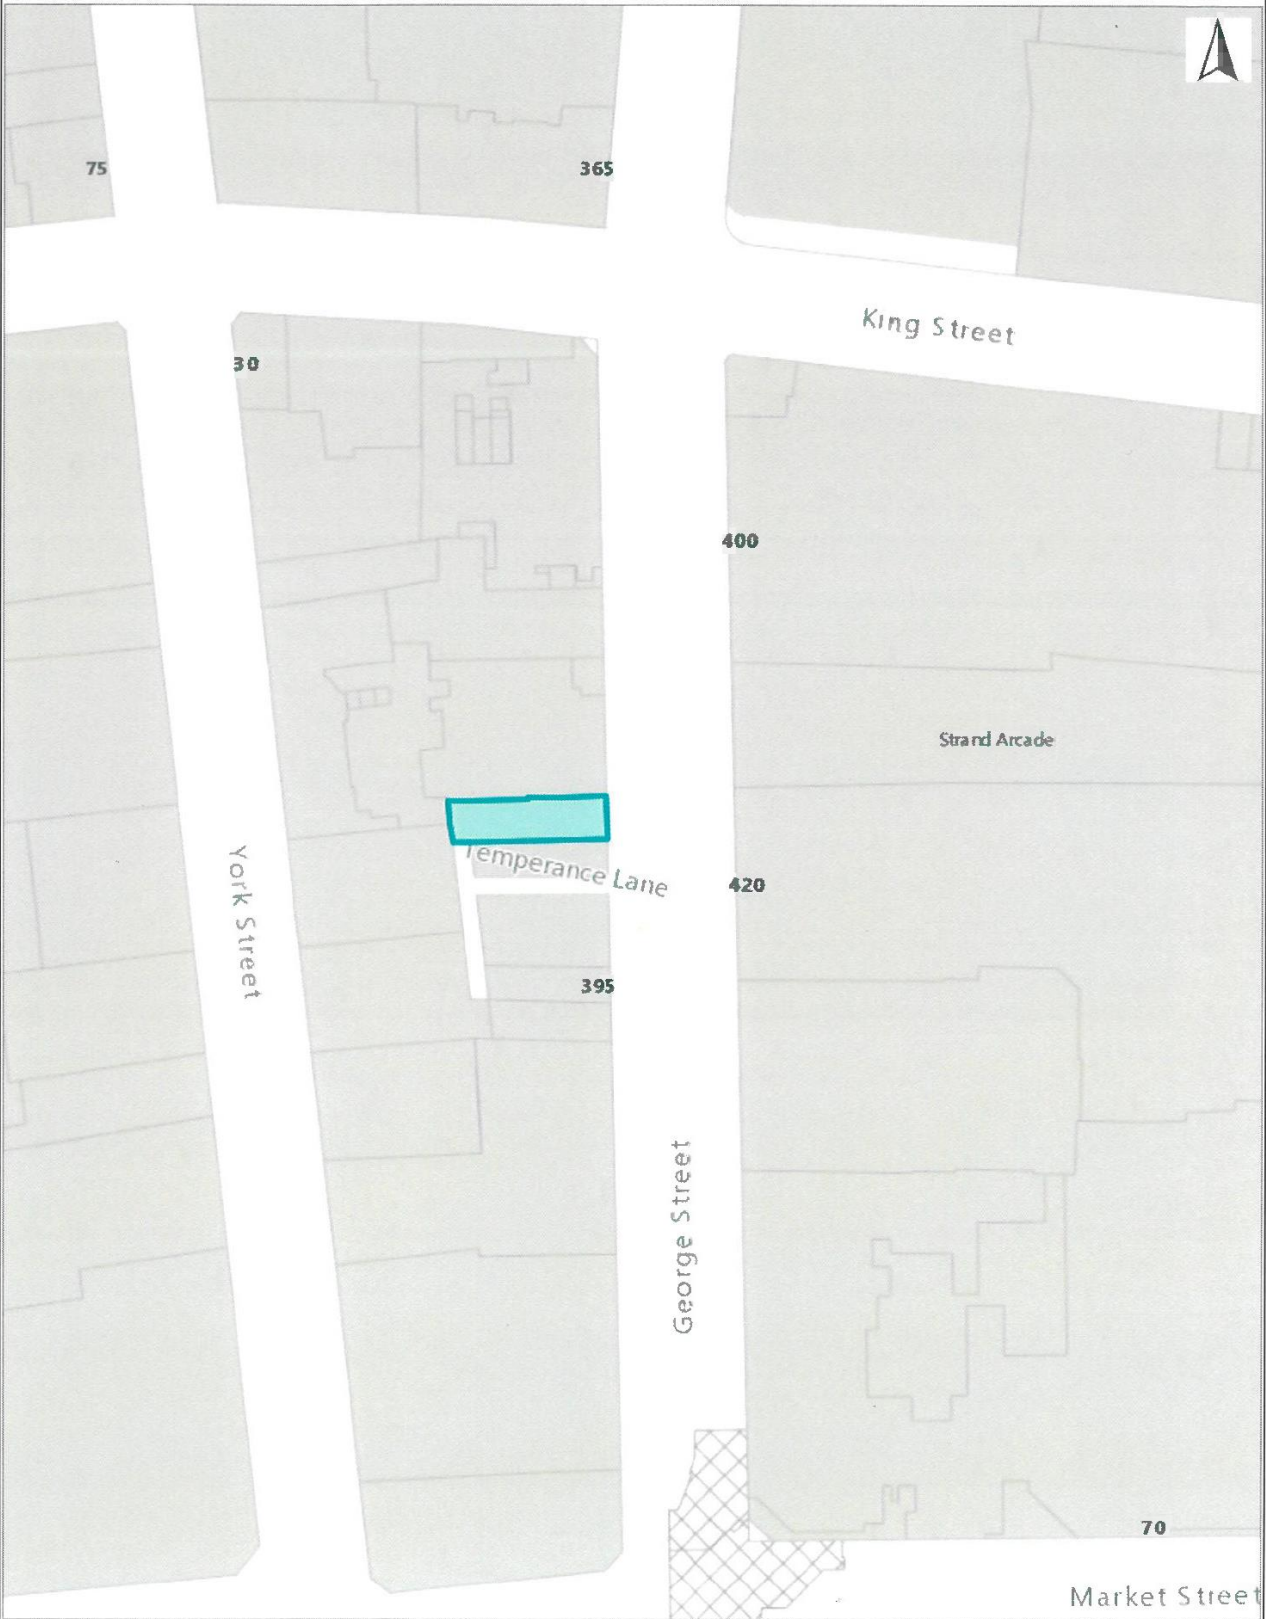 75
365
King Street
30
400
Strand Arcade
Temperance Lane
420
York Street
395
George Street
70
Market Street